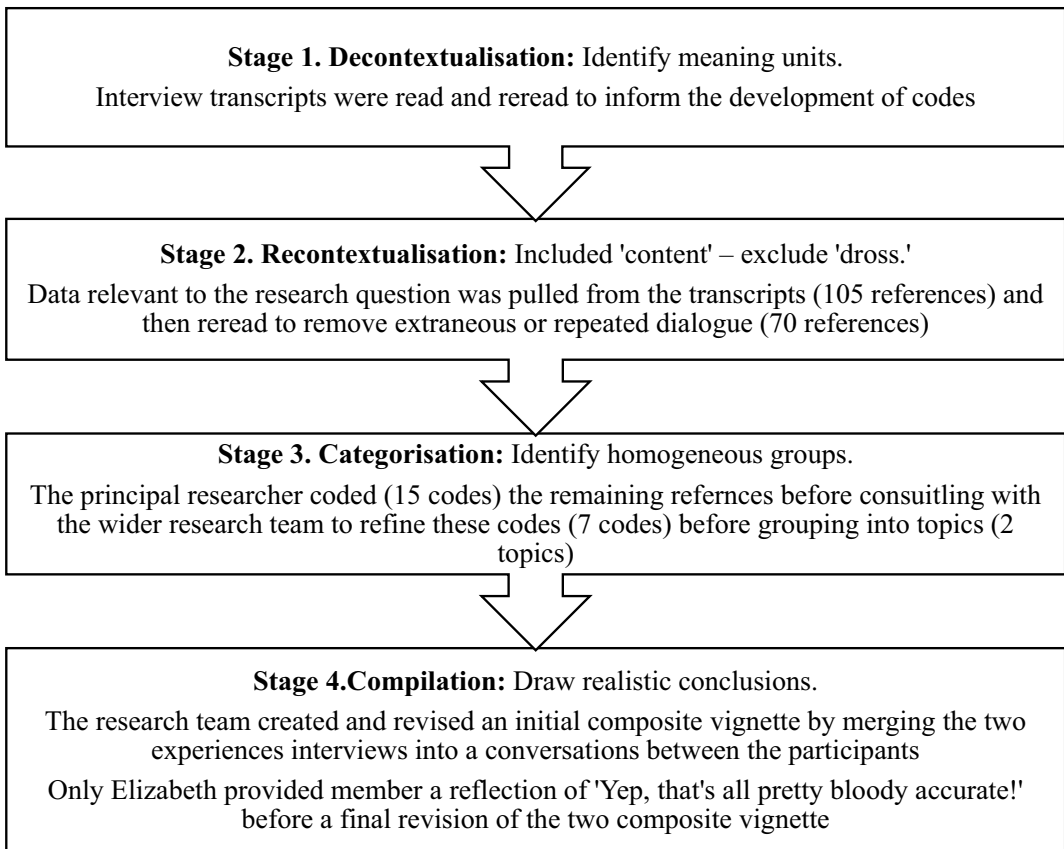 Stage 1. Decontextualisation: Identify meaning units.
Interview transcripts were read and reread to inform the development of codes
Stage 2. Recontextualisation: Included 'content' – exclude 'dross.'
Data relevant to the research question was pulled from the transcripts (105 references) and
then reread to remove extraneous or repeated dialogue (70 references)
Stage 3. Categorisation: Identify homogeneous groups.
The principal researcher coded (15 codes) the remaining refernces before consuitling with
the wider research team to refine these codes (7 codes) before grouping into topics (2
topics)
Stage 4.Compilation: Draw realistic conclusions.
The research team created and revised an initial composite vignette by merging the two
experiences interviews into a conversations between the participants
Only Elizabeth provided member a reflection of 'Yep, that's all pretty bloody accurate!'
before a final revision of the two composite vignette